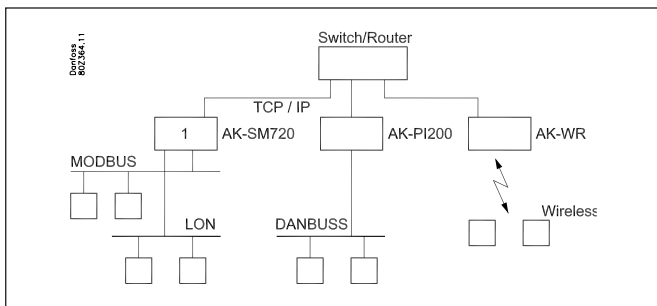 Danfoss
80Z364.11
Switch/Router
TCP / IP
1
AK-SM720
AK-PI200
AK-WR
MODBUS
Wireless
LON
DANBUSS